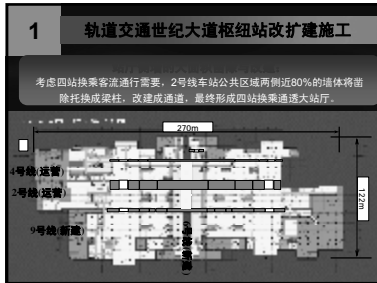 1
轨道交通世纪大道枢纽站改扩建施工
考虑四站换乘客流通行需要，2号线车站公共区域两侧近80%的墙体将凿
除托换成梁柱，改建成通道，最终形成四站换乘通透大站厅。
270m
4号线(运营)
2号线(运营)
122m
9号线(新建)